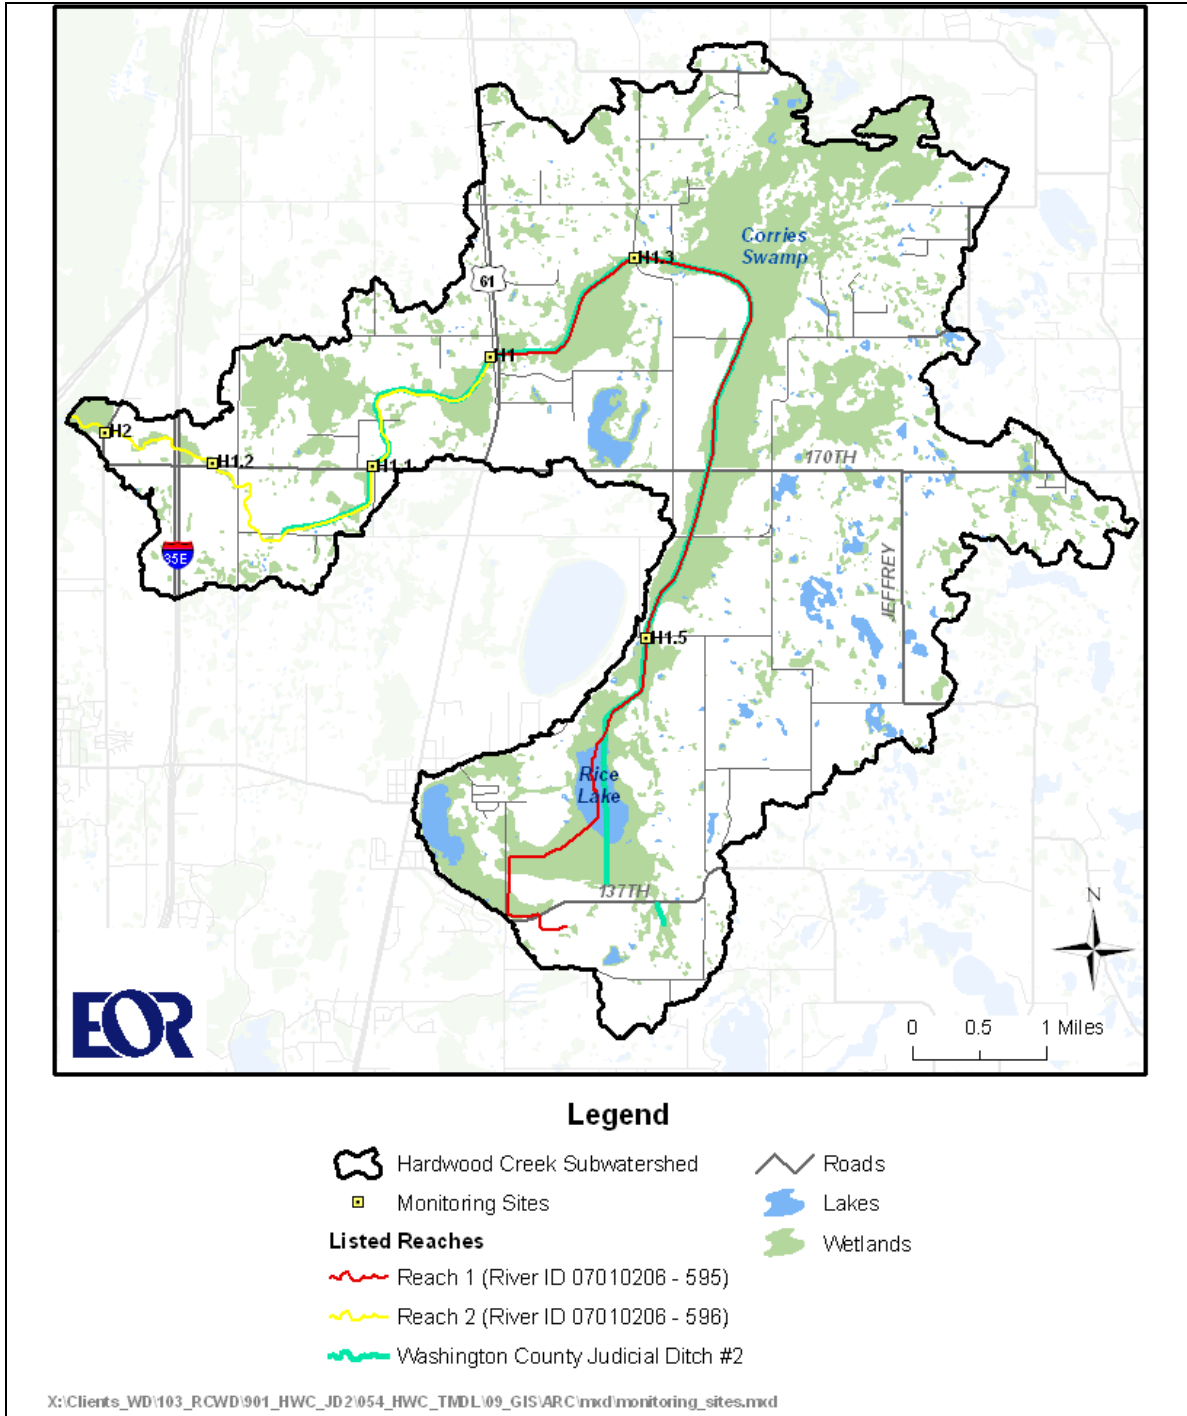 Corries
Swamp
H1.3
61
H1
H2
H1.2
H1.1
170TH
35E
JEFFREY
H1.5
Rice
Lake
137TH
N
EOR
0 0.5 1 Miles
Legend
Hardwood Creek Subwatershed
Roads
Monitoring Sites
Lakes
Listed Reaches
Wetlands
Reach 1 (River ID 07010206 - 595)
Reach 2 (River ID 07010206 - 596)
Washington County Judicial Ditch #2
X:\Clients_WD\103_RCWD\901_HWC_JD2\054_HWC_TMDL\09_GIS\ARC\mxd\monitoring_sites.mxd